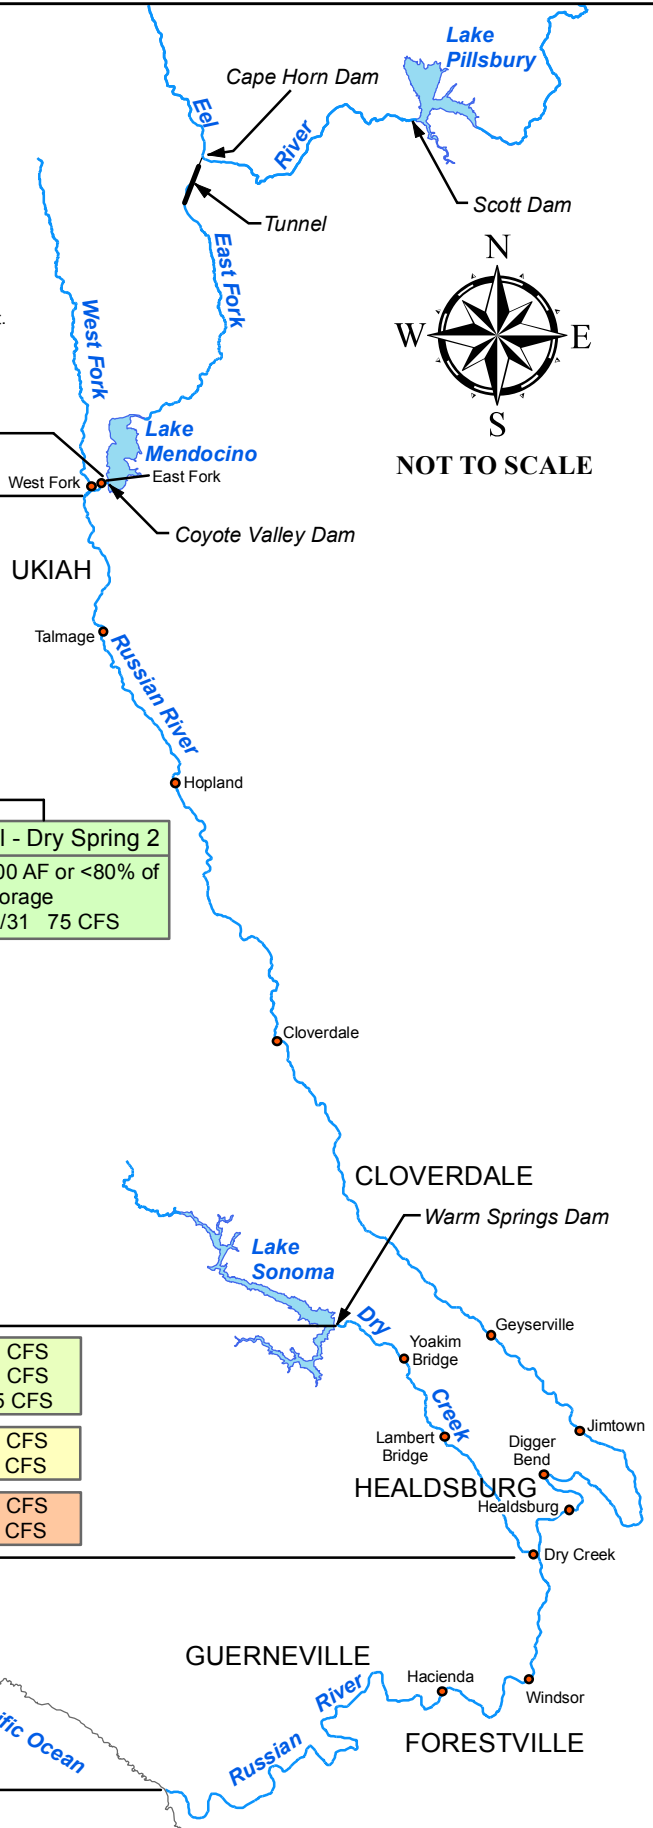 Lake
Pillsbury
Cape Horn Dam
Eel
River
Scott Dam
Tunnel
East Fork
N
W
E
S
NOT TO SCALE
West Fork
Lake
Mendocino
West Fork
East Fork
Coyote Valley Dam
UKIAH
Talmage
Russian River
Hopland
- Dry Spring 2
00 AF or <80% of
orage
/31 75 CFS
Cloverdale
CLOVERDALE
Warm Springs Dam
Lake
Sonoma
Dry
Creek
Geyserville
Yoakim
Bridge
CFS
CFS
5 CFS
Jimtown
Lambert
Bridge
Digger
Bend
CFS
CFS
HEALDSBURG
Healdsburg
CFS
CFS
Dry Creek
GUERNEVILLE
Hacienda
Windsor
River
Russian
FORESTVILLE
ific Ocean